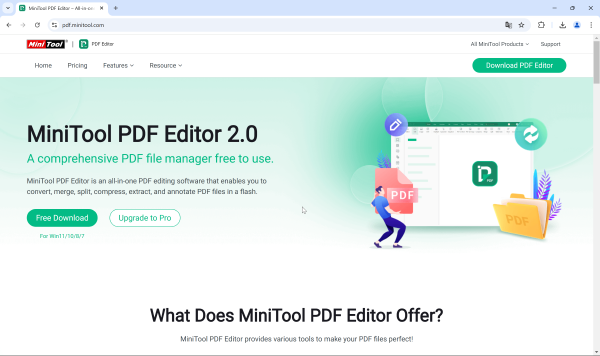 MiniTool PDF Editor – All-in-o
pdf.minitool.com
Mini Tool PDF Editor
All MiniTool Products Support
Home Pricing Features Resource Download PDF Editor
MiniTool PDF Editor 2.0
A comprehensive PDF file manager free to use.
MiniTool PDF Editor is an all-in-one PDF editing software that enables you to
convert, merge, split, compress, extract, and annotate PDF files in a flash.
Free Download Upgrade to Pro
For Win11/10/8/7
PDF
PDF
PDF
What Does MiniTool PDF Editor Offer?
MiniTool PDF Editor provides various tools to make your PDF files perfect!